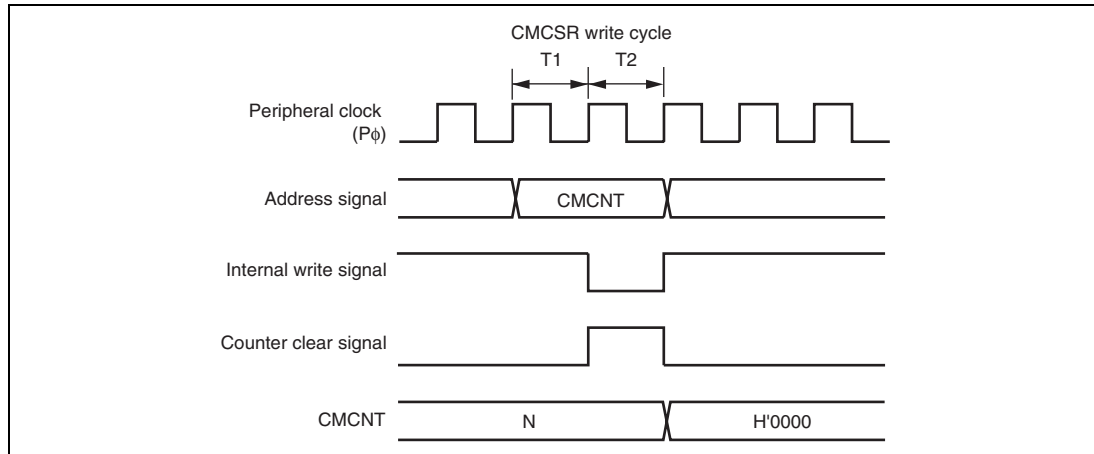 CMCSR write cycle
T1 T2
Peripheral clock
(Pϕ)
Address signal CMCNT
Internal write signal
Counter clear signal
CMCNT N H'0000